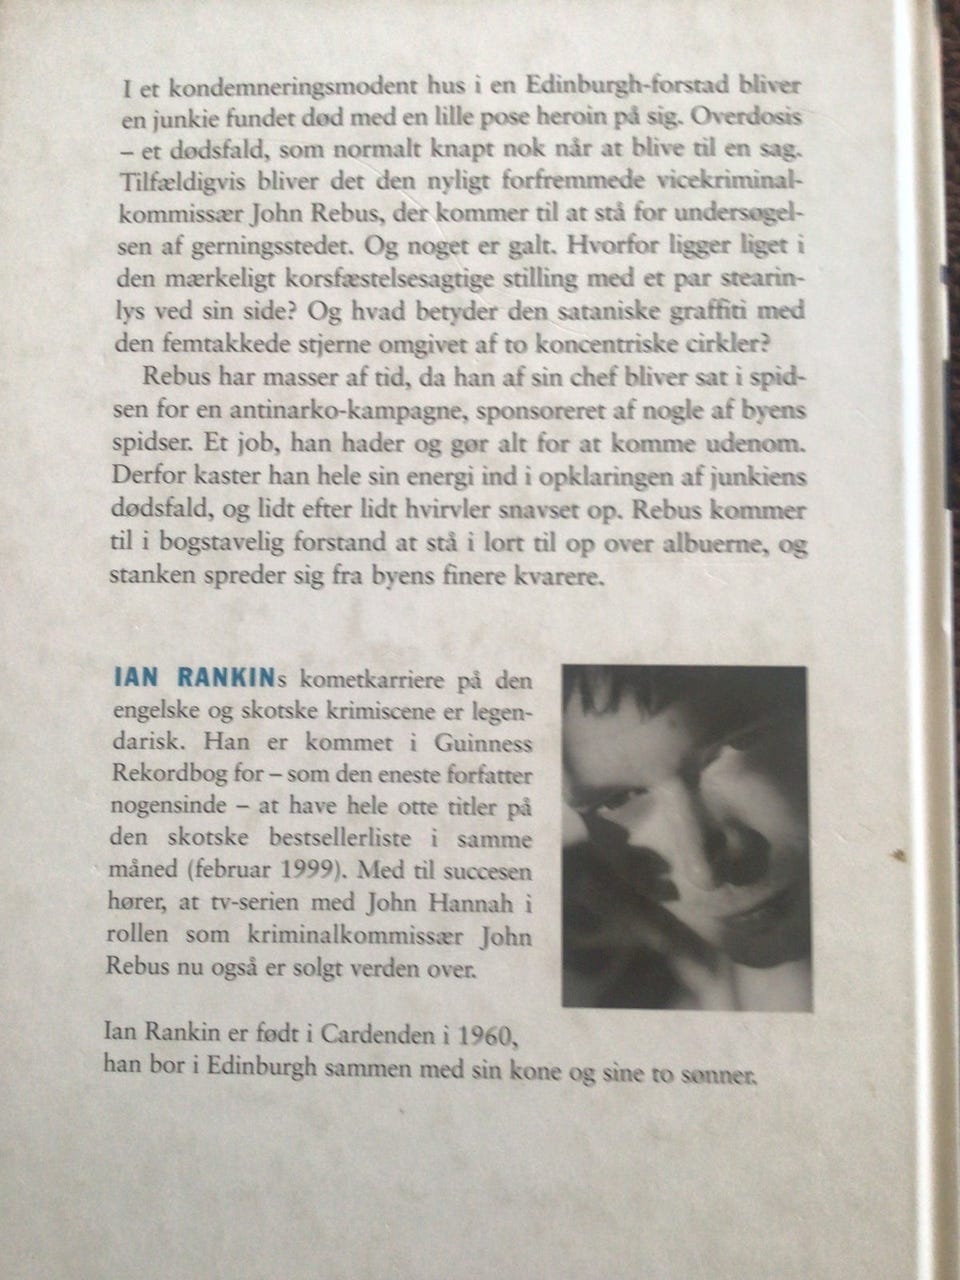 I et kondemneringsmodent hus i en Edinburgh-forstad bliver
en junkie fundet død med en lille pose heroin på sig. Overdosis
– et dødsfald, som normalt knapt nok når at blive til en sag.
Tilfældigvis bliver det den nyligt forfremmede vicekriminal-
kommissær John Rebus, der kommer til at stå for undersøgel-
sen af gerningsstedet. Og noget er galt. Hvorfor ligger liget i
den mærkeligt korsfæstelsesagtige stilling med et par stearin-
lys ved sin side? Og hvad betyder den sataniske graffiti med
den femtakkede stjerne omgivet af to koncentriske cirkler?
Rebus har masser af tid, da han af sin chef bliver sat i spid-
sen for en antinarko-kampagne, sponsoreret af nogle af byens
spidser. Et job, han hader og gør alt for at komme udenom.
Derfor kaster han hele sin energi ind i opklaringen af junkiens
dødsfald, og lidt efter lidt hvirvler snavset op. Rebus kommer
til i bogstavelig forstand at stå i lort til op over albuerne, og
stanken spreder sig fra byens finere kvarere.
IAN RANKINs kometkarriere på den
engelske og skotske krimiscene er legen-
darisk. Han er kommet i Guinness
Rekordbog for – som den eneste forfatter
nogensinde – at have hele otte titler på
den skotske bestsellerliste i samme
måned (februar 1999). Med til succesen
hører, at tv-serien med John Hannah i
rollen som kriminalkommissær John
Rebus nu også er solgt verden over.
Ian Rankin er født i Cardenden i 1960,
han bor i Edinburgh sammen med sin kone og sine to sønner.